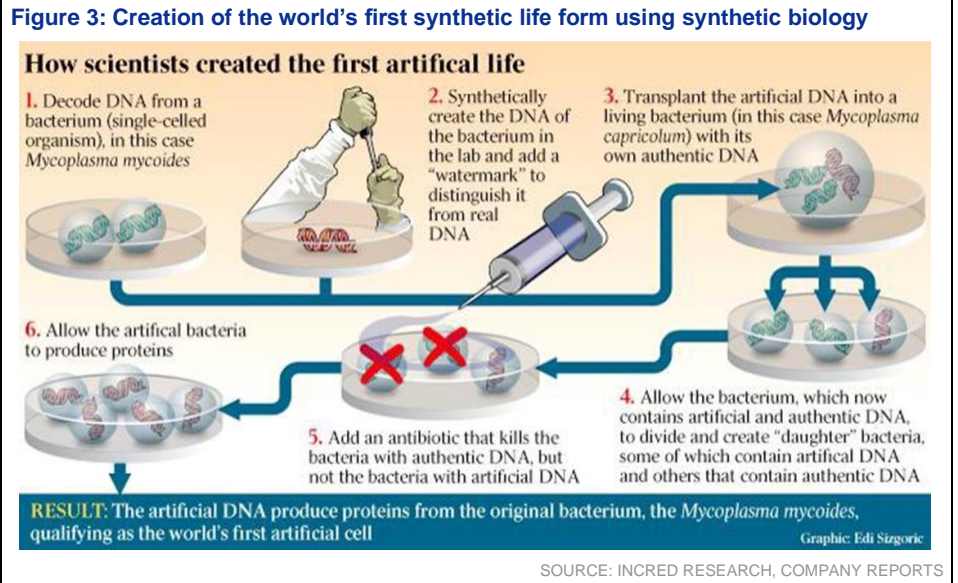 Figure 3: Creation of the world's first synthetic life form using synthetic biology
How scientists created the first artifical life
1. Decode DNA from a
bacterium (single-celled
organism), in this case
Mycoplasma mycoides
2. Synthetically
create the DNA of
the bacterium in
the lab and add a
“watermark” to
distinguish it
from real
DNA
3. Transplant the artificial DNA into a
living bacterium (in this case Mycoplasma
capricolum) with its
own authentic DNA
4. Allow the bacterium, which now
contains artificial and authentic DNA,
to divide and create “daughter” bacteria,
some of which contain artifical DNA
and others that contain authentic DNA
5. Add an antibiotic that kills the
bacteria with authentic DNA, but
not the bacteria with artificial DNA
6. Allow the artifical bacteria
to produce proteins
RESULT: The artificial DNA produce proteins from the original bacterium, the Mycoplasma mycoides,
qualifying as the world's first artificial cell
Graphic: Edi Sizgoric
SOURCE: INCRED RESEARCH, COMPANY REPORTS